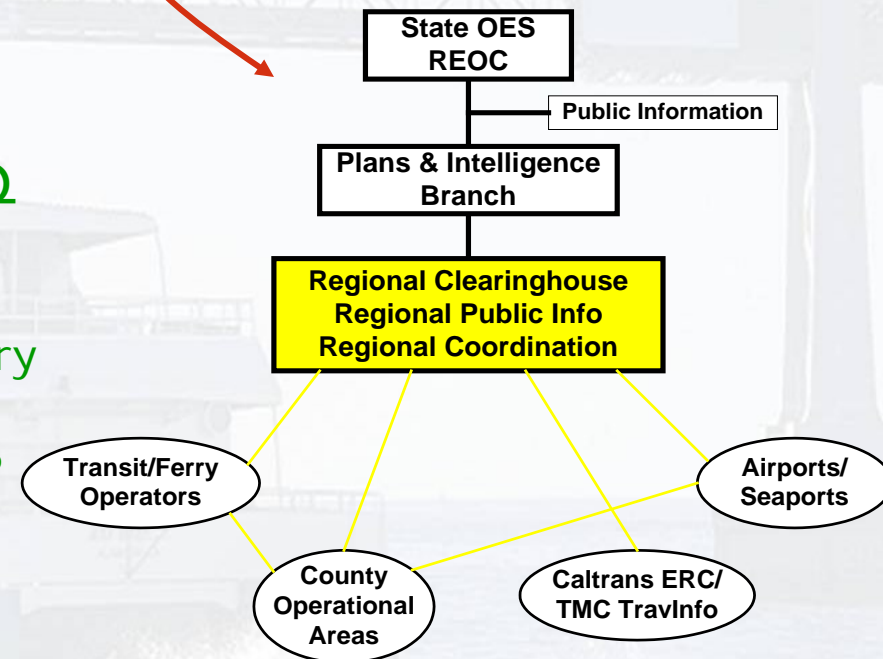 State OES
REOC
Public Information
Plans & Intelligence
Branch
Regional Clearinghouse
Regional Public Info
Regional Coordination
Transit/Ferry
Operators
Airports/
Seaports
County
Operational
Areas
Caltrans ERC/
TMC TravInfo